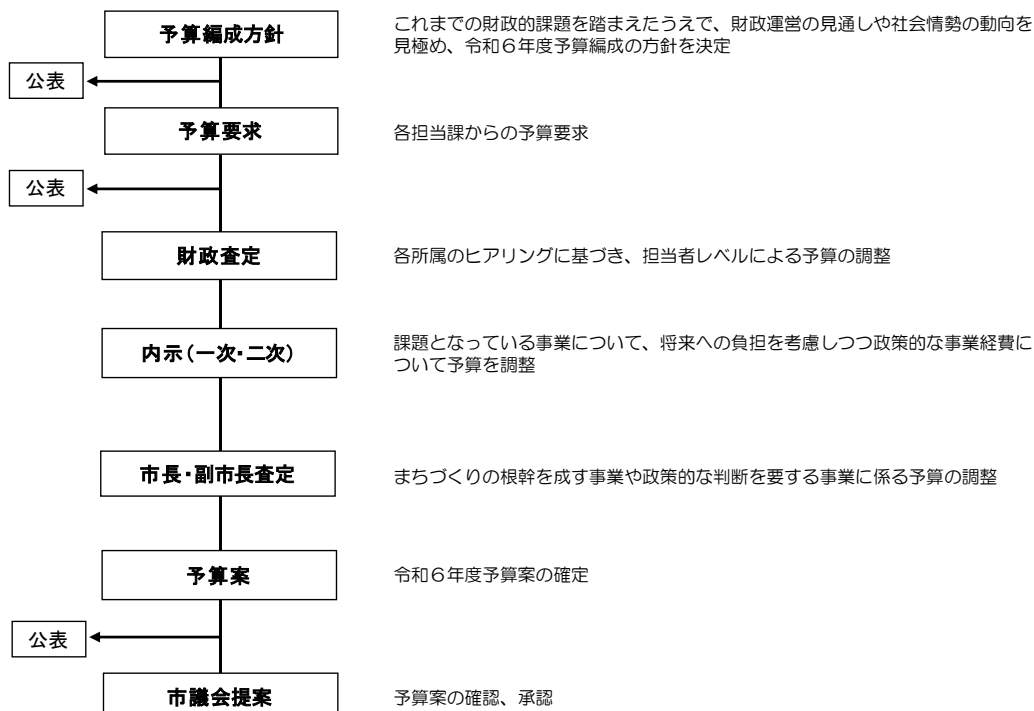 予算編成方針
これまでの財政的課題を踏まえたうえで、財政運営の見通しや社会情勢の動向を
見極め、令和６年度予算編成の方針を決定
公表
予算要求
各担当課からの予算要求
公表
財政査定
各所属のヒアリングに基づき、担当者レベルによる予算の調整
内示（一次・二次）
課題となっている事業について、将来への負担を考慮しつつ政策的な事業経費に
ついて予算を調整
市長・副市長査定
まちづくりの根幹を成す事業や政策的な判断を要する事業に係る予算の調整
予算案
令和６年度予算案の確定
公表
市議会提案
予算案の確認、承認